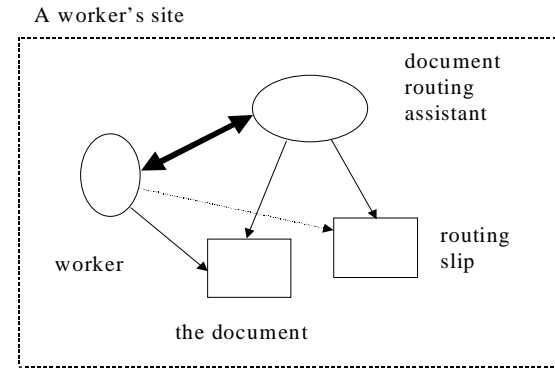 A worker's site
document
routing
assistant
worker
routing
slip
the document